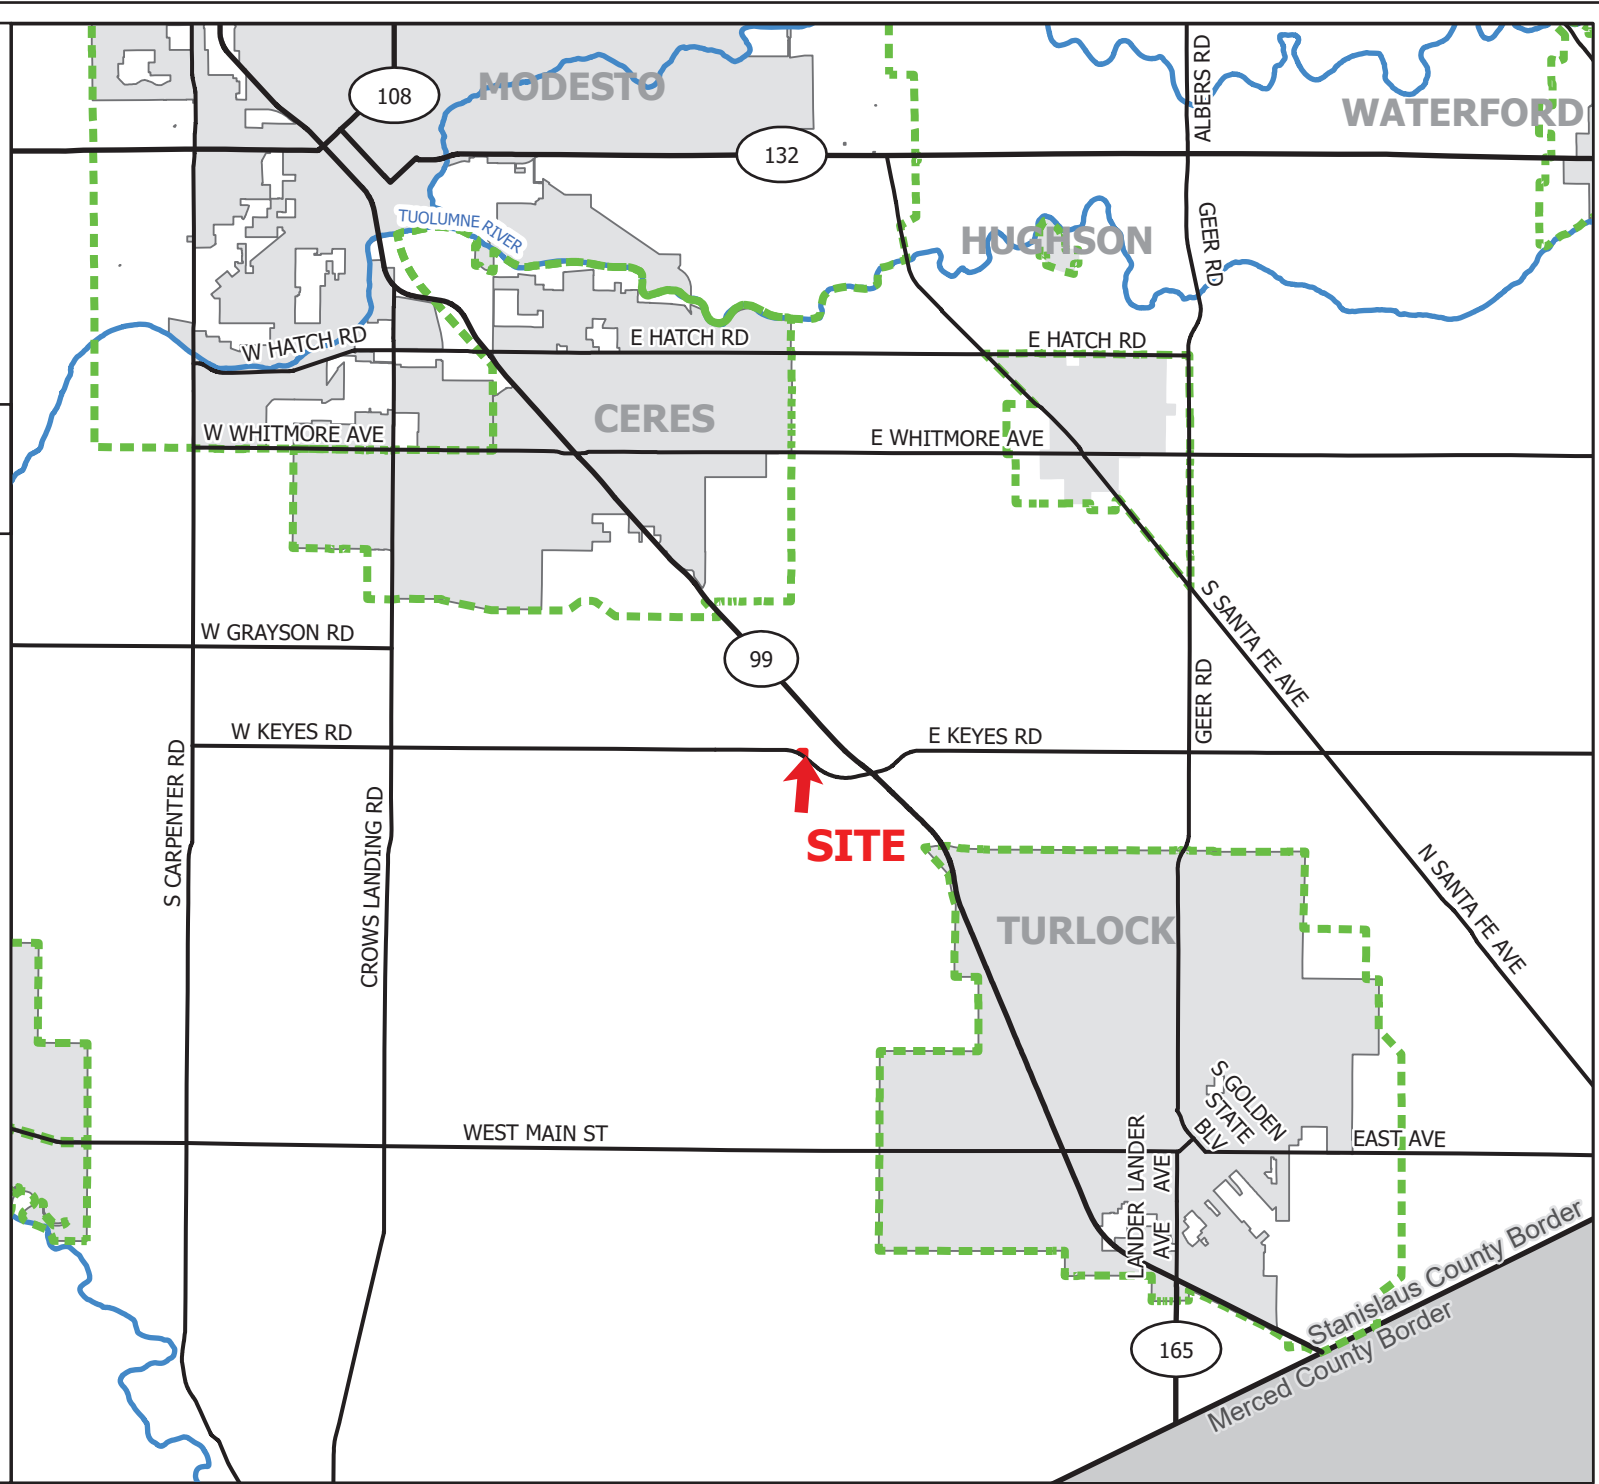 MODESTO
108
132
ALBERS RD
WATERFORD
TUOLUMNE RIVER
HUGHSON
GEER RD
W HATCH RD
E HATCH RD
E HATCH RD
CERES
W WHITMORE AVE
E WHITMORE AVE
S SANTA FE AVE
W GRAYSON RD
99
GEER RD
W KEYES RD
E KEYES RD
S CARPENTER RD
CROWS LANDING RD
SITE
N SANTA FE AVE
TURLOCK
S GOLDEN
STATE
BLV
WEST MAIN ST
EAST AVE
LANDER
AVE
LANDER
AVE
Stanislaus County Border
Merced County Border
165